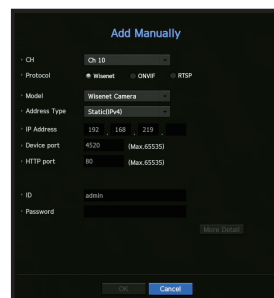 Add Manually
CH Ch 10
Protocol Wisenet ONVIF RTSP
Model Wisenet Camera
Address Type Static(IPv4)
IP Address 192 . 168 . 219 .
Device port 4520 (Max.65535)
HTTP port 80 (Max.65535)
ID admin
Password
More Detail
OK Cancel